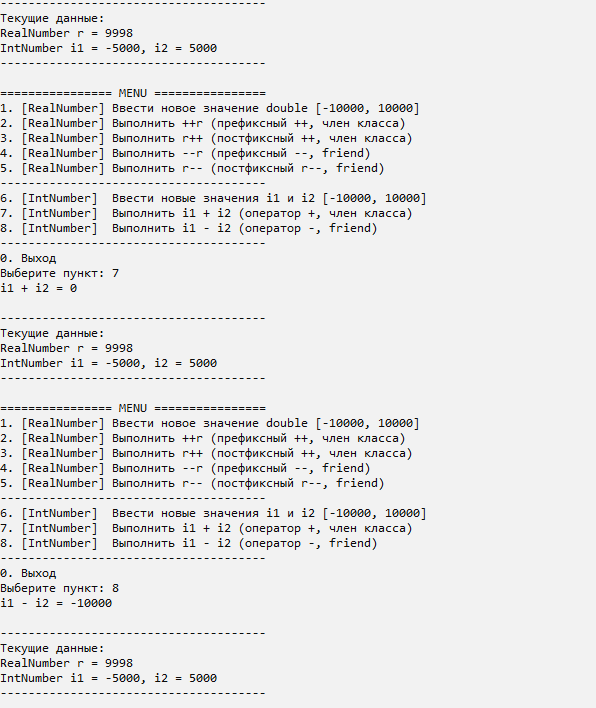 --------------------------------------
Текущие данные:
RealNumber r = 9998
IntNumber i1 = -5000, i2 = 5000
--------------------------------------

================ MENU ================
1. [RealNumber] Ввести новое значение double [-10000, 10000]
2. [RealNumber] Выполнить ++r (префиксный ++, член класса)
3. [RealNumber] Выполнить r++ (постфиксный ++, член класса)
4. [RealNumber] Выполнить --r (префиксный --, friend)
5. [RealNumber] Выполнить r-- (постфиксный r--, friend)
--------------------------------------
6. [IntNumber]  Ввести новые значения i1 и i2 [-10000, 10000]
7. [IntNumber]  Выполнить i1 + i2 (оператор +, член класса)
8. [IntNumber]  Выполнить i1 - i2 (оператор -, friend)
--------------------------------------
0. Выход
Выберите пункт: 7
i1 + i2 = 0

--------------------------------------
Текущие данные:
RealNumber r = 9998
IntNumber i1 = -5000, i2 = 5000
--------------------------------------

================ MENU ================
1. [RealNumber] Ввести новое значение double [-10000, 10000]
2. [RealNumber] Выполнить ++r (префиксный ++, член класса)
3. [RealNumber] Выполнить r++ (постфиксный ++, член класса)
4. [RealNumber] Выполнить --r (префиксный --, friend)
5. [RealNumber] Выполнить r-- (постфиксный r--, friend)
--------------------------------------
6. [IntNumber]  Ввести новые значения i1 и i2 [-10000, 10000]
7. [IntNumber]  Выполнить i1 + i2 (оператор +, член класса)
8. [IntNumber]  Выполнить i1 - i2 (оператор -, friend)
--------------------------------------
0. Выход
Выберите пункт: 8
i1 - i2 = -10000

--------------------------------------
Текущие данные:
RealNumber r = 9998
IntNumber i1 = -5000, i2 = 5000
--------------------------------------